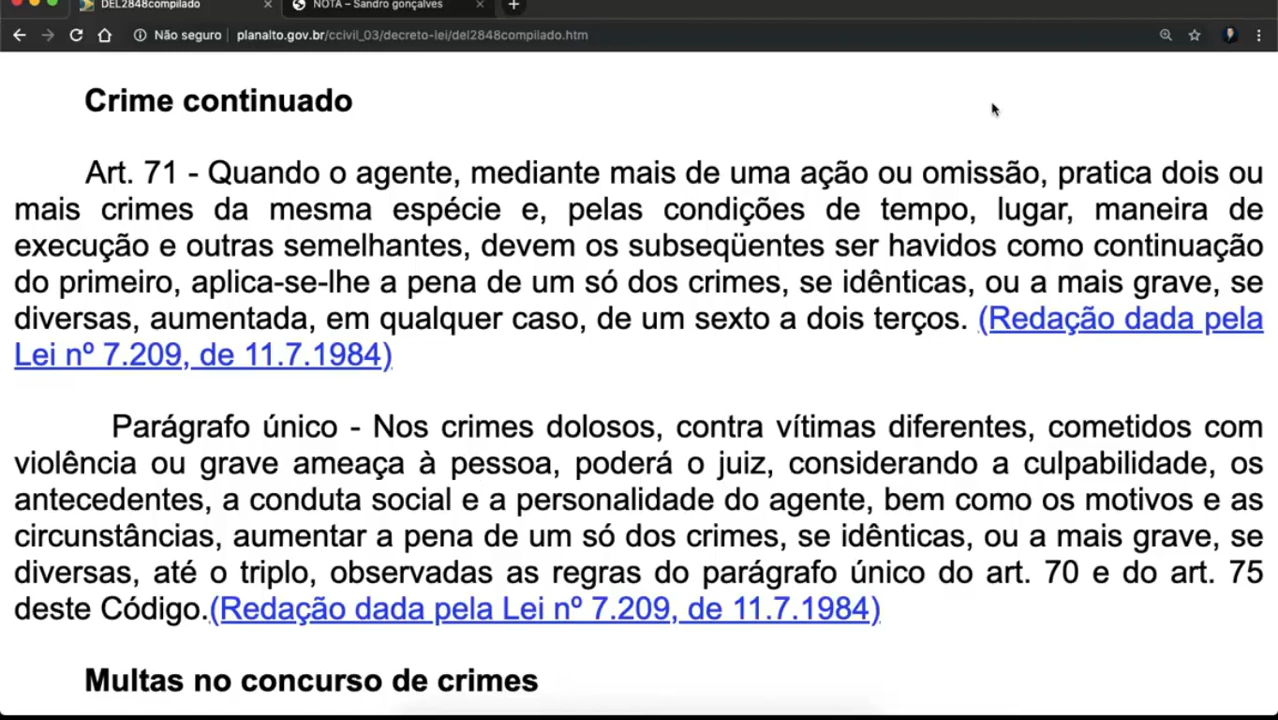 DEL2848compilado
NOTA – Sandro gonçalves
Não seguro
planalto.gov.br/ccivil_03/decreto-lei/del2848compilado.htm
Crime continuado
Art. 71 - Quando o agente, mediante mais de uma ação ou omissão, pratica dois ou
mais crimes da mesma espécie e, pelas condições de tempo, lugar, maneira de
execução e outras semelhantes, devem os subseqüentes ser havidos como continuação
do primeiro, aplica-se-lhe a pena de um só dos crimes, se idênticas, ou a mais grave, se
diversas, aumentada, em qualquer caso, de um sexto a dois terços. (Redação dada pela
Lei nº 7.209, de 11.7.1984)
Parágrafo único - Nos crimes dolosos, contra vítimas diferentes, cometidos com
violência ou grave ameaça à pessoa, poderá o juiz, considerando a culpabilidade, os
antecedentes, a conduta social e a personalidade do agente, bem como os motivos e as
circunstâncias, aumentar a pena de um só dos crimes, se idênticas, ou a mais grave, se
diversas, até o triplo, observadas as regras do parágrafo único do art. 70 e do art. 75
deste Código.(Redação dada pela Lei nº 7.209, de 11.7.1984)
Multas no concurso de crimes